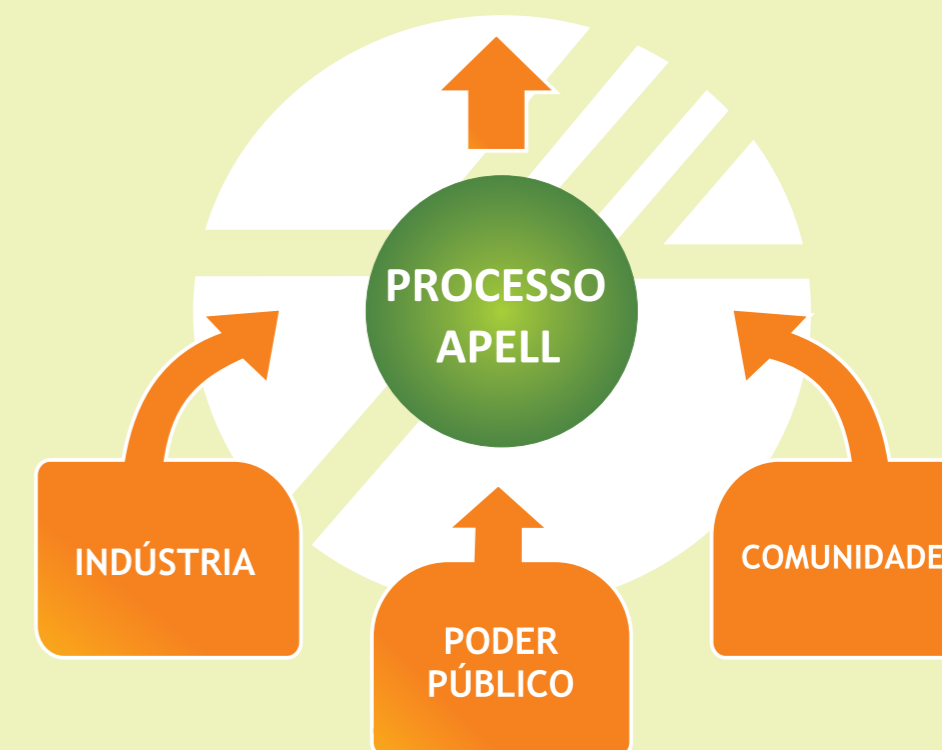 PROCESSO
APELL
INDÚSTRIA
COMUNIDADE
PODER
PÚBLICO